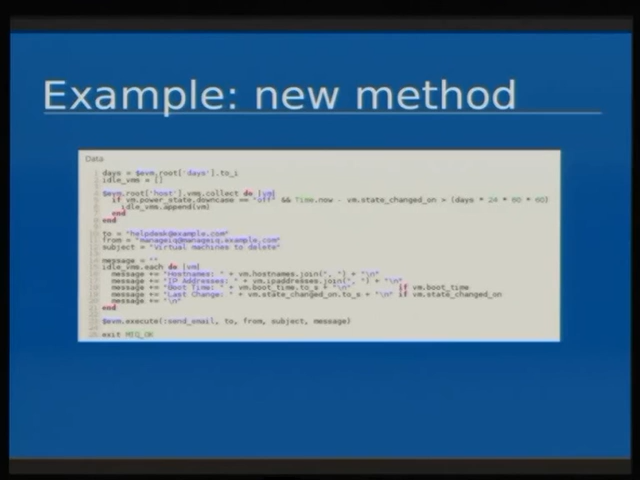 Example: new method
Data
days = $evm.root['days'].to_i
idle_vms = []
$evm.root['host'].vms.collect do |vm|
if vm.power_state.downcase == "off" && Time.now - vm.state_changed_on > (days * 24 * 60 * 60)
idle_vms.append(vm)
end
end
to = "helpdesk@example.com"
from = "manageiq@manageiq.example.com"
subject = "virtual machines to delete"
message = ""
idle_vms.each do |vm|
message += "Hostnames: " + vm.hostnames.join(", ") + "\n"
message += "IP Addresses: " + vm.ipaddresses.join(", ") + "\n"
message += "Boot Time: " + vm.boot_time.to_s + "\n" if vm.boot_time
message += "Last Change: " + vm.state_changed_on.to_s + "\n" if vm.state_changed_on
message += "\n"
end
$evm.execute(:send_email, to, from, subject, message)
exit MIQ_OK